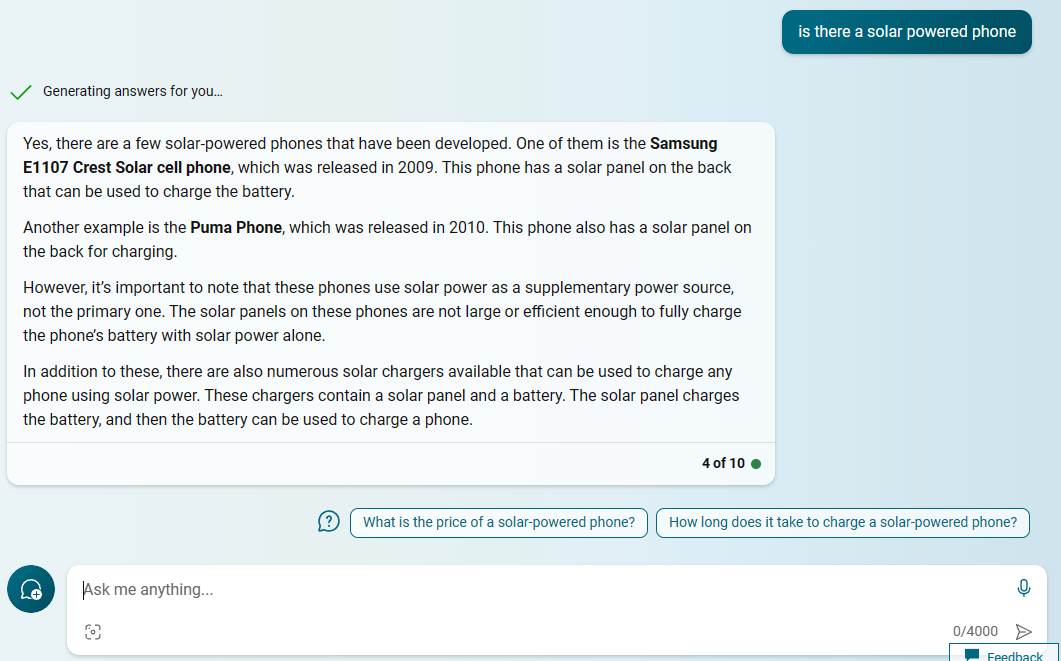 is there a solar powered phone
Generating answers for you...
Yes, there are a few solar-powered phones that have been developed. One of them is the Samsung
E1107 Crest Solar cell phone, which was released in 2009. This phone has a solar panel on the back
that can be used to charge the battery.
Another example is the Puma Phone, which was released in 2010. This phone also has a solar panel on
the back for charging.
However, it’s important to note that these phones use solar power as a supplementary power source,
not the primary one. The solar panels on these phones are not large or efficient enough to fully charge
the phone’s battery with solar power alone.
In addition to these, there are also numerous solar chargers available that can be used to charge any
phone using solar power. These chargers contain a solar panel and a battery. The solar panel charges
the battery, and then the battery can be used to charge a phone.
4 of 10
What is the price of a solar-powered phone?
How long does it take to charge a solar-powered phone?
Ask me anything...
0/4000
Feedback